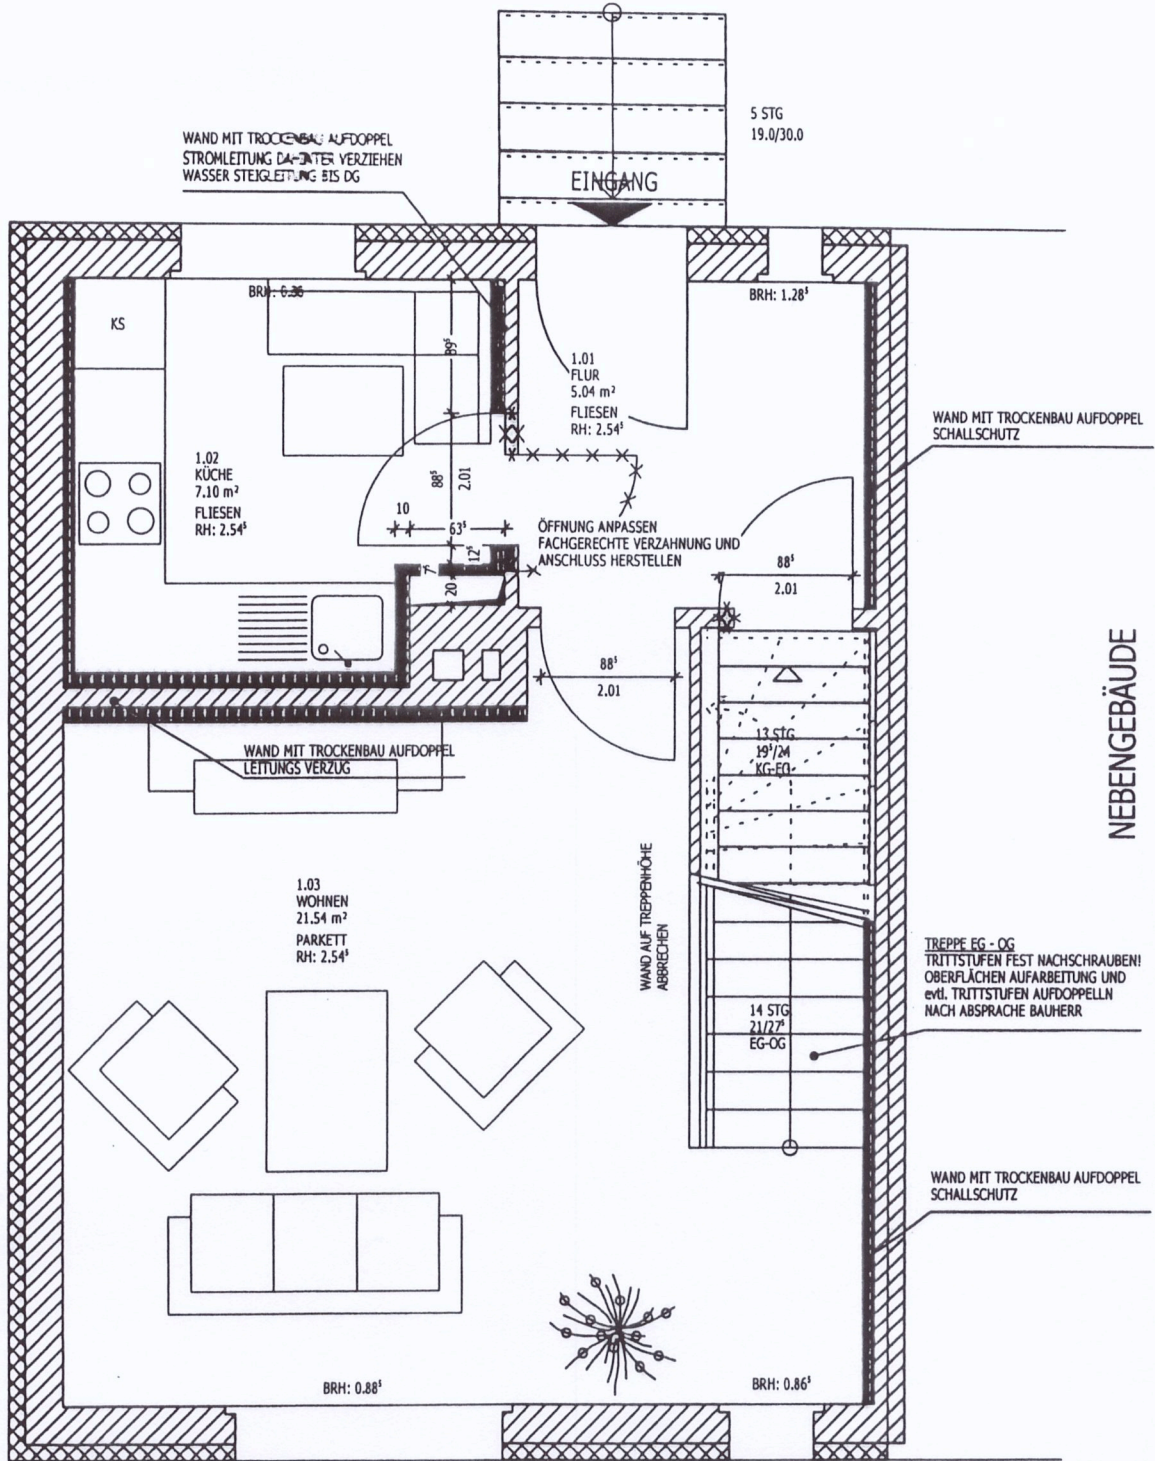 5 STG
19.0/30.0
WAND MIT TROCKENBAU AUFDOPPEL
STROMLEITUNG VERZIEHEN
WASSER STEIGLEITUNG BIS DG
EINGANG
BRH: 0.36
BRH: 1.28⁵
KS
89⁵
1.01
FLUR
5.04 m²
FLIESEN
RH: 2.54⁵
WAND MIT TROCKENBAU AUFDOPPEL
SCHALLSCHUTZ
1.02
KÜCHE
7.10 m²
FLIESEN
RH: 2.54⁵
88⁵
2.01
10
63⁵
12⁵
7⁵
20
ÖFFNUNG ANPASSEN
FACHGERECHTE VERZAHNUNG UND
ANSCHLUSS HERSTELLEN
88⁵
2.01
88⁵
2.01
NEBENGEBÄUDE
13 STG
19⁵/24
KG-EG
WAND MIT TROCKENBAU AUFDOPPEL
LEITUNGS VERZUG
WAND AUF TREPPENHÖHE
ABBRECHEN
1.03
WOHNEN
21.54 m²
PARKETT
RH: 2.54⁵
TREPPE EG - OG
TRITTSTUFEN FEST NACHSCHRAUBEN!
OBERFLÄCHEN AUFARBEITUNG UND
evtl. TRITTSTUFEN AUFDOPPELLN
NACH ABSPRACHE BAUHERR
14 STG
21/27⁵
EG-OG
WAND MIT TROCKENBAU AUFDOPPEL
SCHALLSCHUTZ
BRH: 0.88⁵
BRH: 0.86⁵